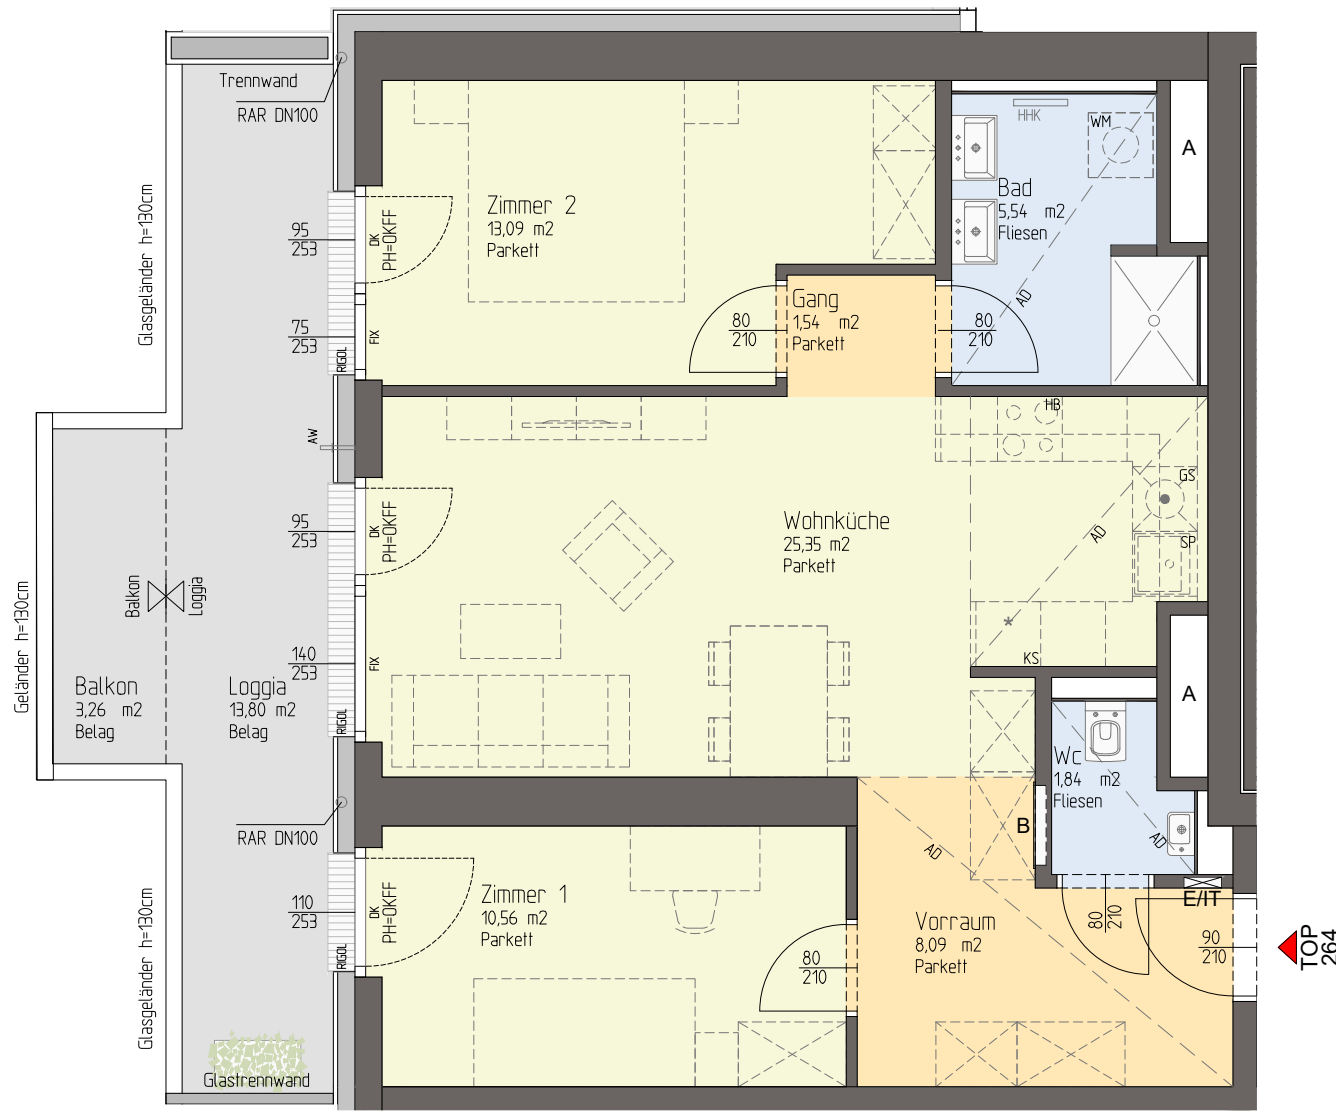 Trennwand
RAR DN100
Glasgeländer h=130cm
95
253
DK
PH=OKFF
75
253
FIX
RIGOL
Zimmer 2
13,09 m2
Parkett
HHK
WM
A
Bad
5,54 m2
Fliesen
AD
Gang
1,54 m2
Parkett
80
210
80
210
AW
HB
GS
SP
AD
*
KS
95
253
DK
PH=OKFF
Wohnküche
25,35 m2
Parkett
Balkon
Loggia
Geländer h=130cm
140
253
FIX
RIGOL
Balkon
3,26 m2
Belag
Loggia
13,80 m2
Belag
A
Wc
1,84 m2
Fliesen
AD
B
AD
RAR DN100
Glasgeländer h=130cm
110
253
DK
PH=OKFF
RIGOL
Zimmer 1
10,56 m2
Parkett
80
210
Vorraum
8,09 m2
Parkett
80
210
E/IT
90
210
TOP
264
Glastrennwand